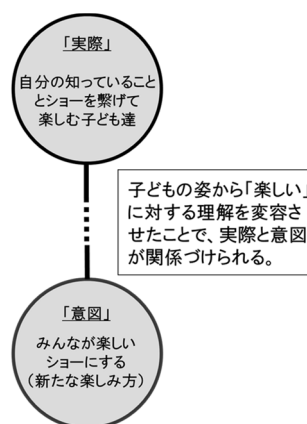 「実際」
自分の知っていること
とショーを繋げて
楽しむ子ども達
子どもの姿から「楽しい」
に対する理解を変容さ
せたことで、実際と意図
が関係づけられる。
「意図」
みんなが楽しい
ショーにする
（新たな楽しみ方）